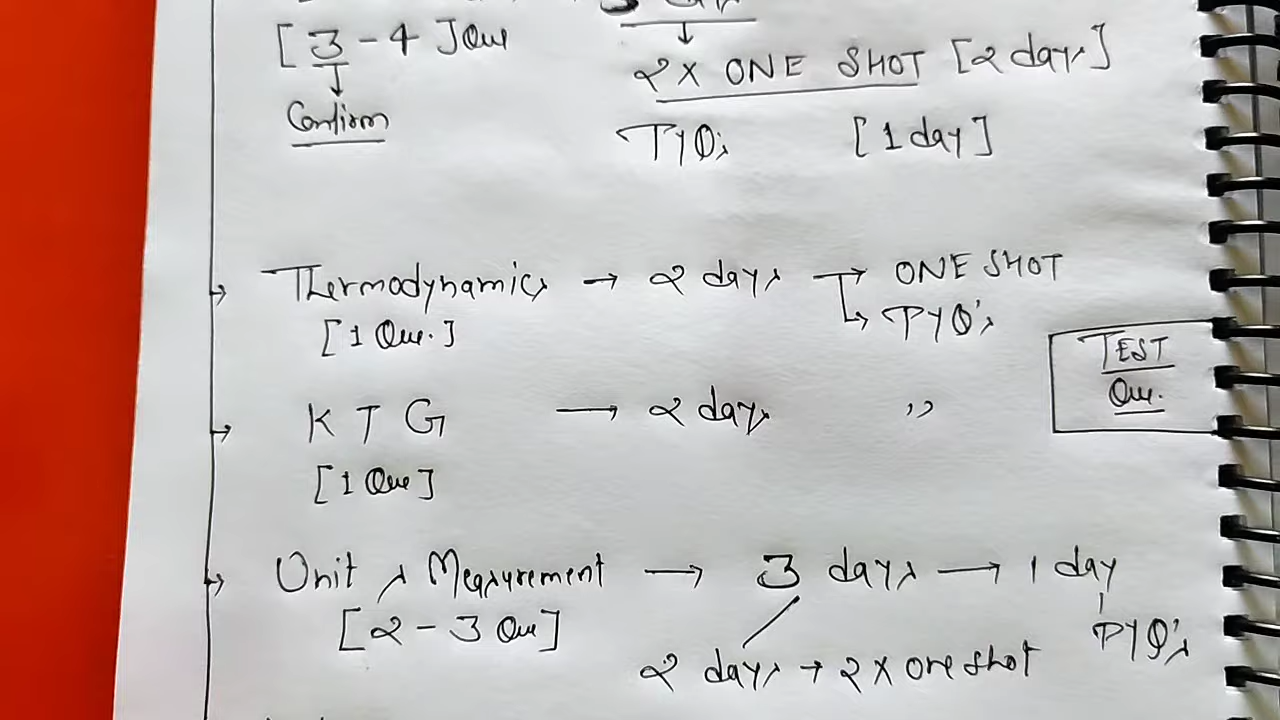 [3-4] Que
Confirm
2 X ONE SHOT [2 days]
PYQs [1 day]
Thermodynamics → 2 days → ONE SHOT
[1 Que.]
↳ PYQ's
TEST
Que.
K T G → 2 days ,,
[1 Que]
Unit & Measurement → 3 days → 1 day
[2-3 Que]
PYQ's
2 days → 2 X one shot